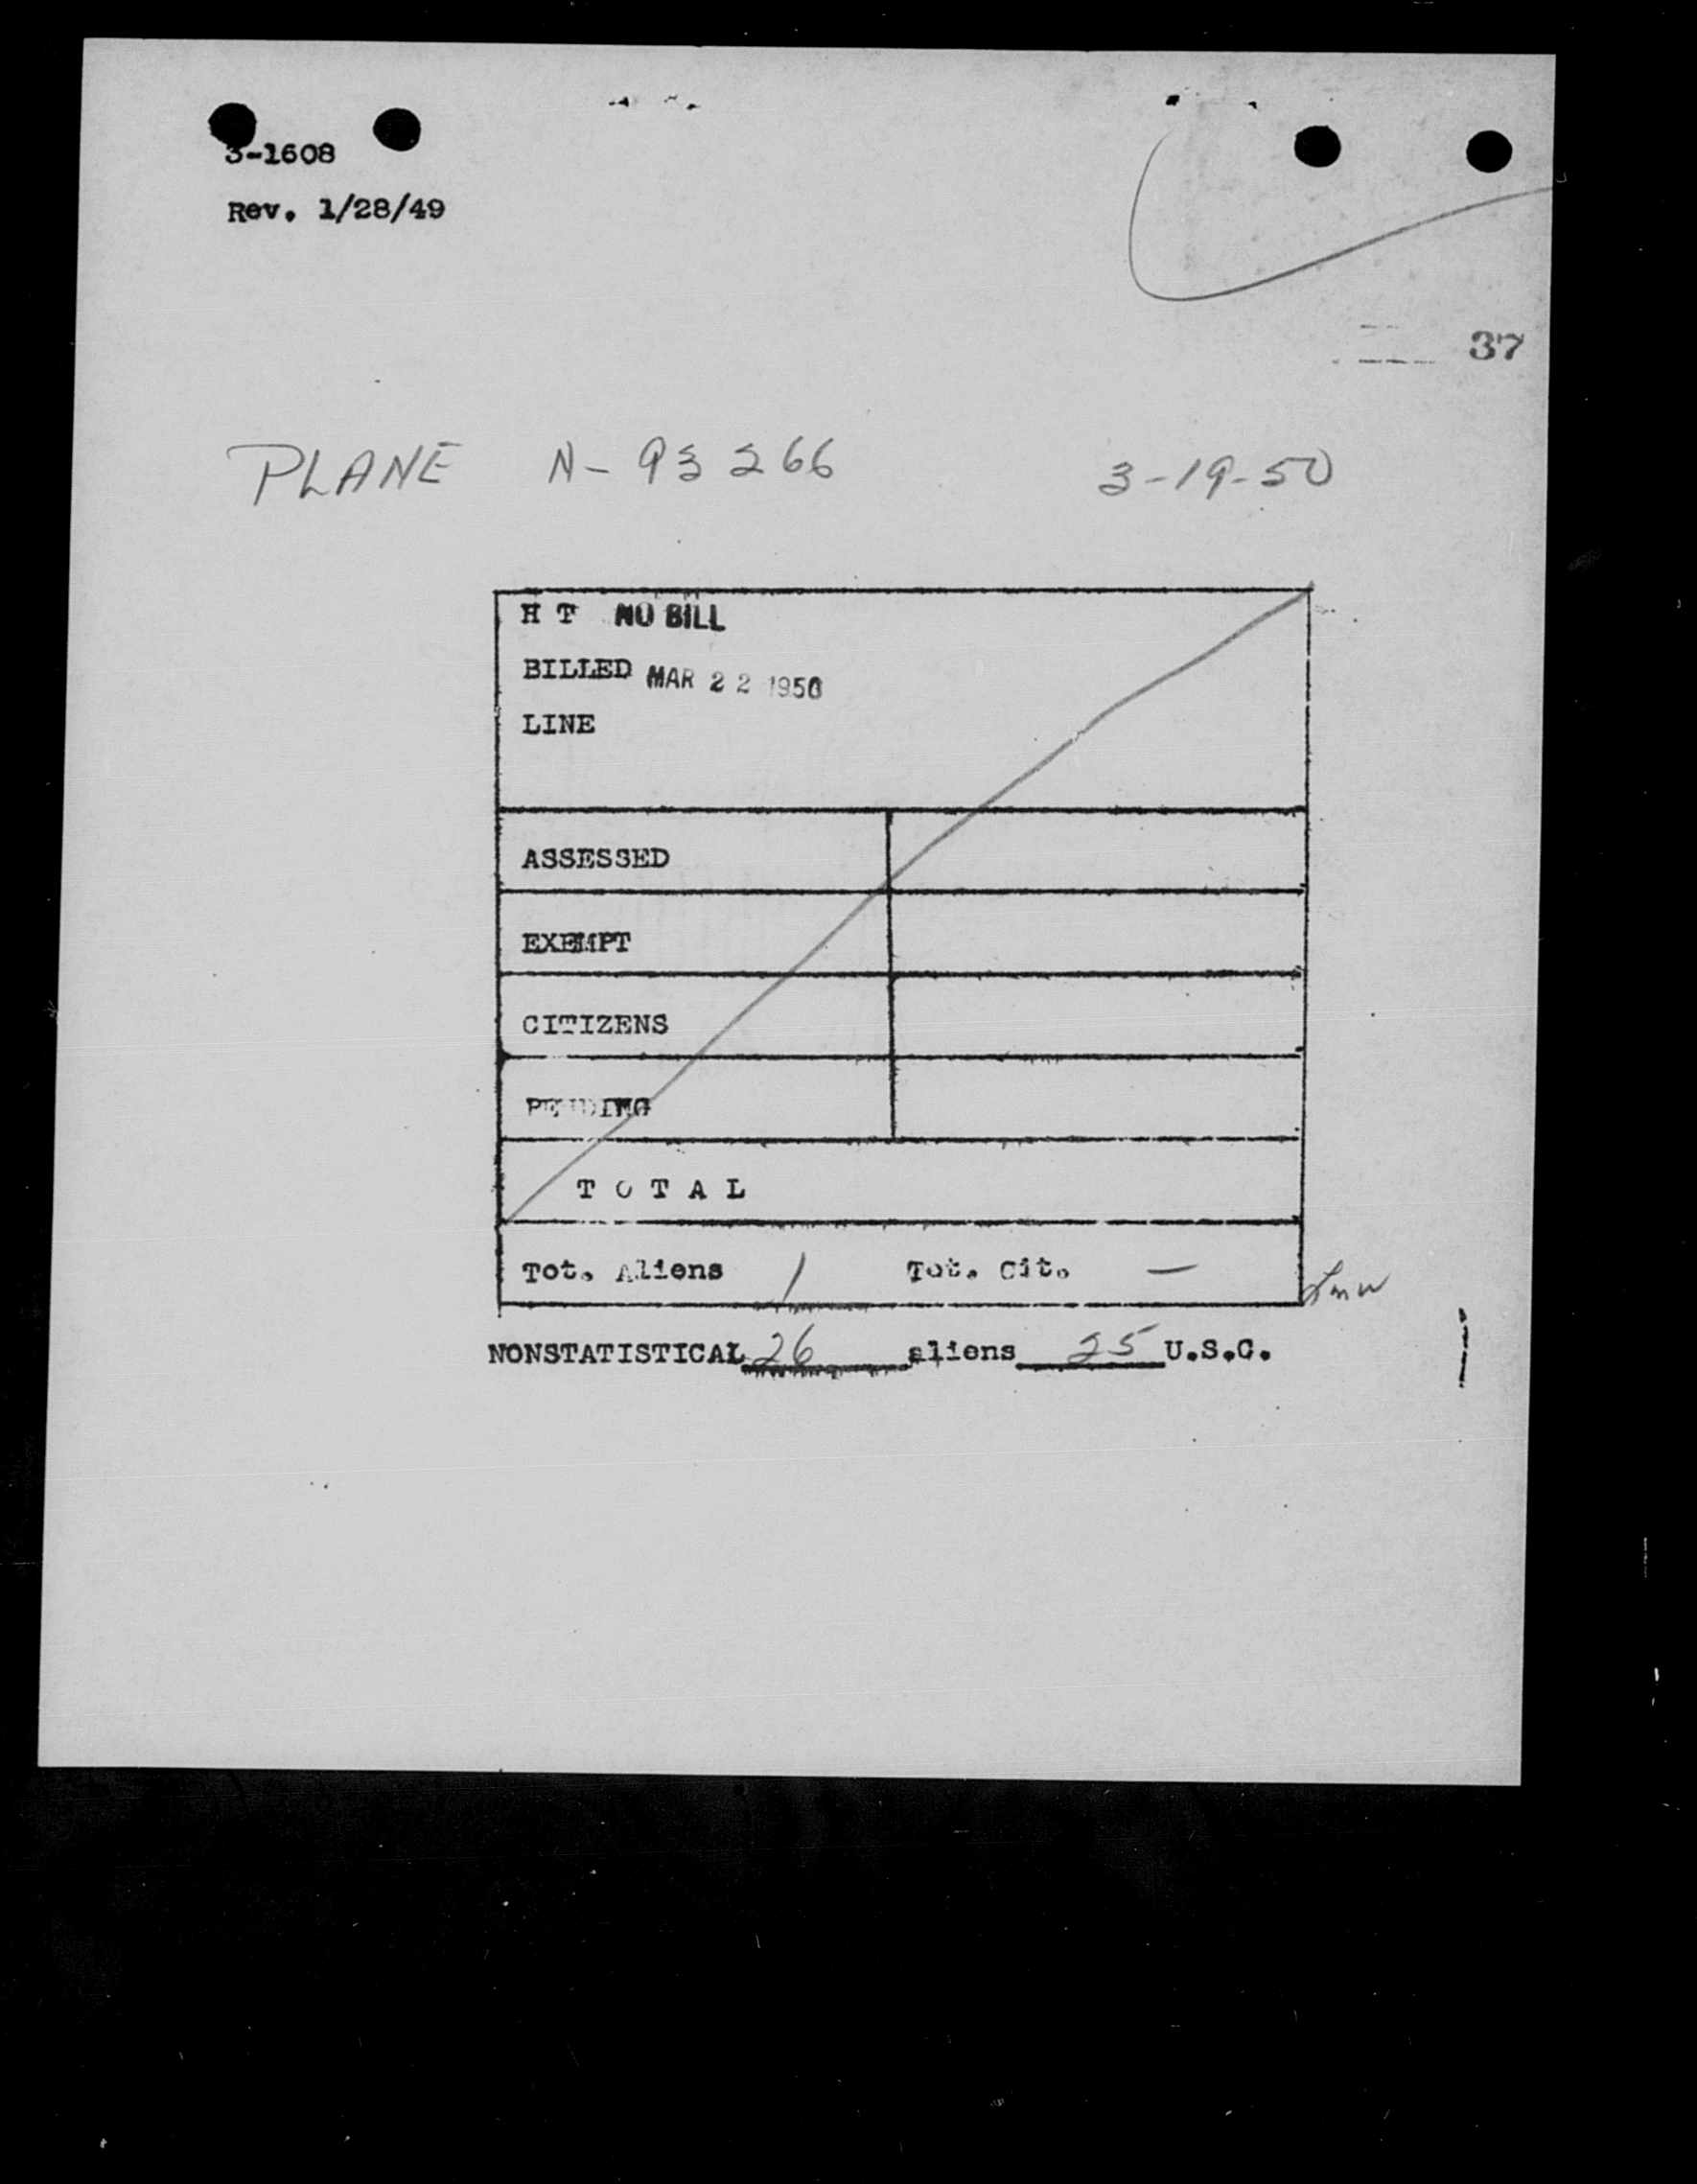 3-1608
Rev. 1/28/49
37
PLANE N-93266 3-19-50
H T NO BILL
BILLED MAR 22 1950
LINE
ASSESSED
EXEMPT
CITIZENS
PENDING
T O T A L
Tot. Aliens 1 Tot. Cit. —
NONSTATISTICAL 26 aliens 25 U.S.C.